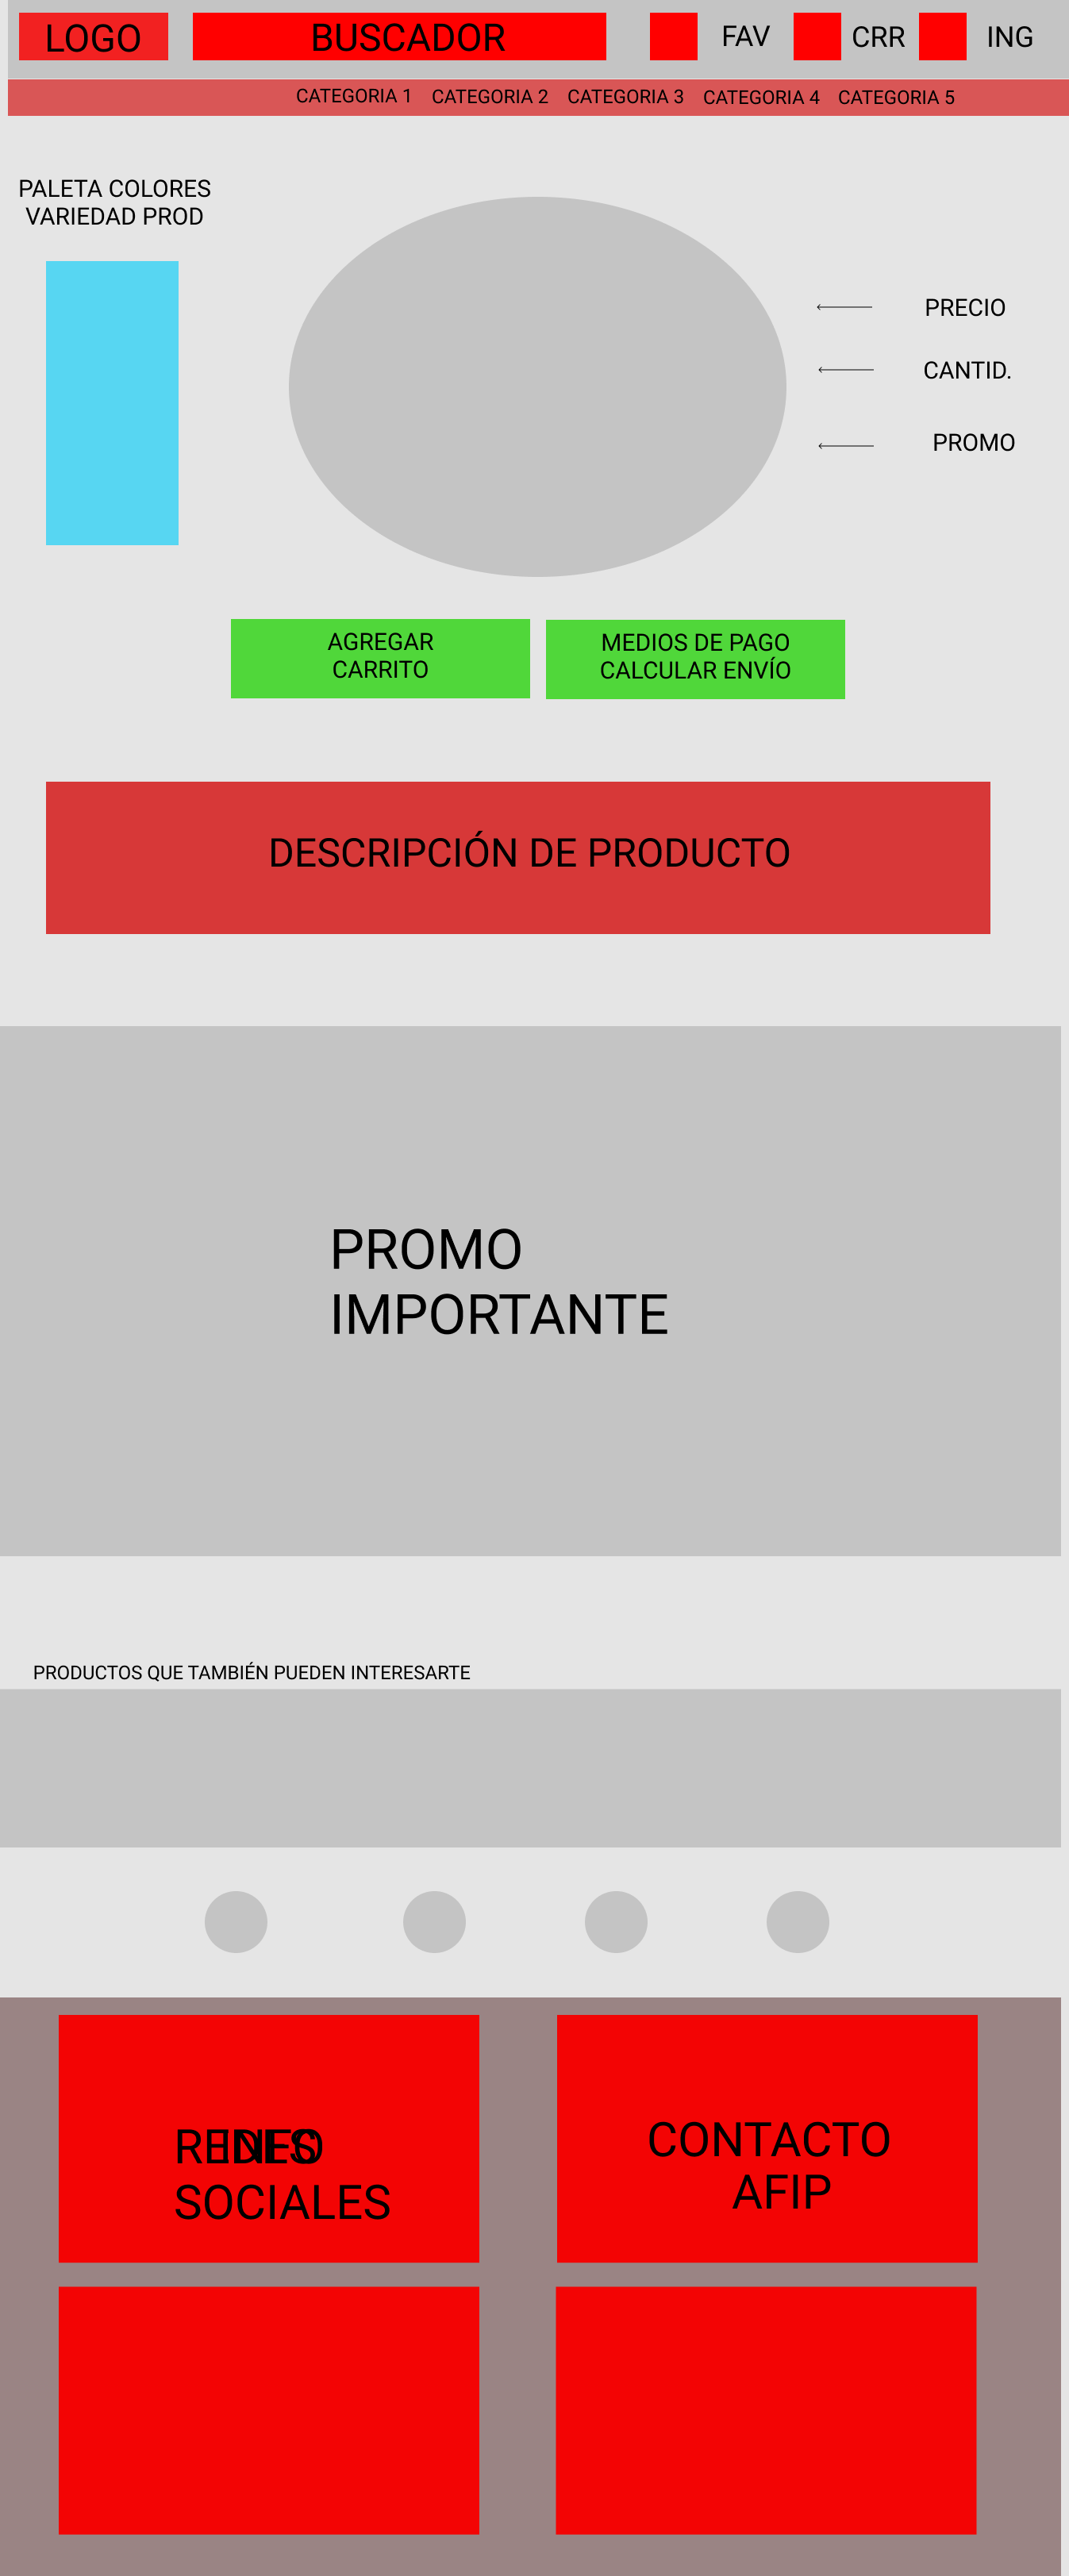 LOGO
BUSCADOR
FAV
CRR
ING
CATEGORIA 1
CATEGORIA 2
CATEGORIA 3
CATEGORIA 4
CATEGORIA 5
PALETA COLORES
VARIEDAD PROD
PRECIO
CANTID.
PROMO
AGREGAR
CARRITO
MEDIOS DE PAGO
CALCULAR ENVÍO
DESCRIPCIÓN DE PRODUCTO
PROMO
IMPORTANTE
PRODUCTOS QUE TAMBIÉN PUEDEN INTERESARTE
REDES
SOCIALES
INFO
CONTACTO
AFIP